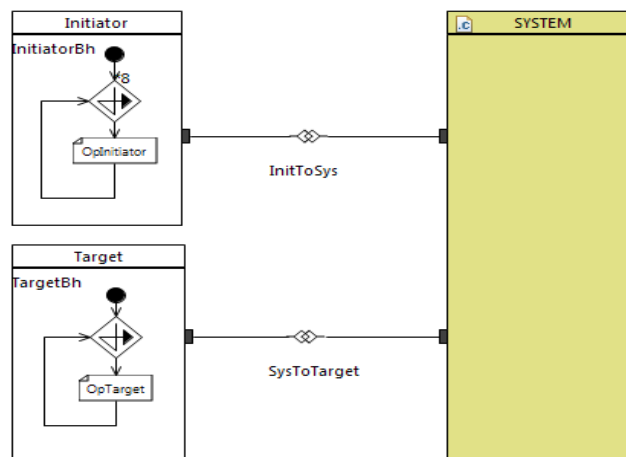 Initiator
.c SYSTEM
InitiatorBh
*8
OpInitiator
InitToSys
Target
TargetBh
OpTarget
SysToTarget